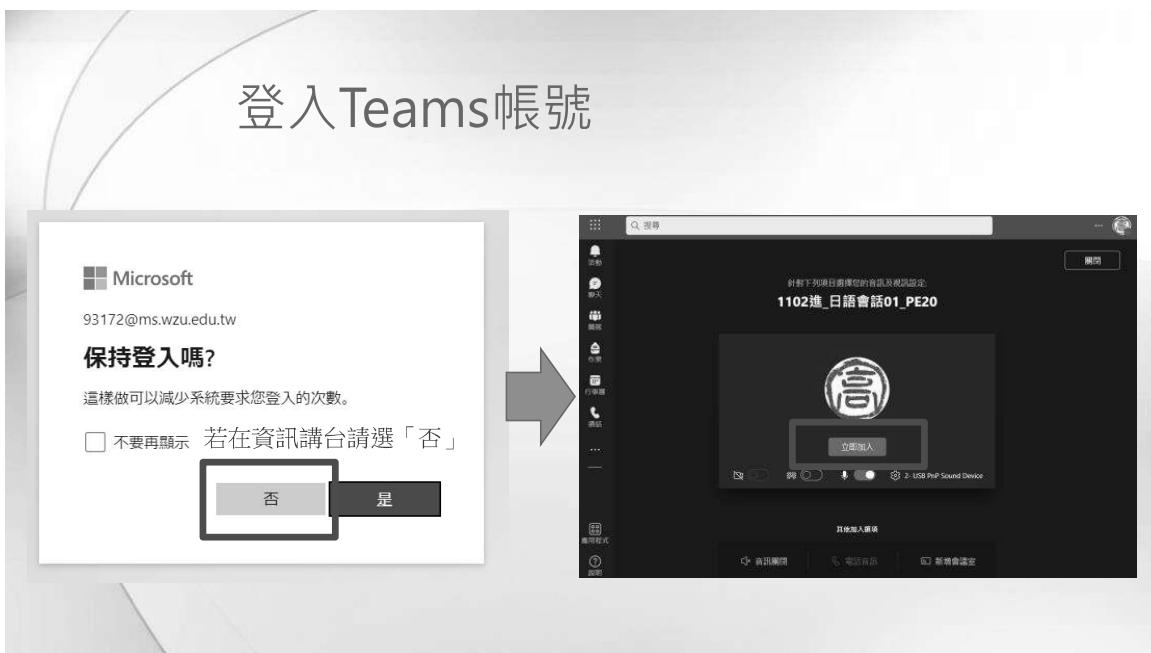 登入Teams帳號
Microsoft
93172@ms.wzu.edu.tw
保持登入嗎?
這樣做可以減少系統要求您登入的次數。
不要再顯示 若在資訊講台請選「否」
否 是
搜尋
活動
聊天
團隊
作業
行事曆
通話
應用程式
說明
關閉
針對下列項目選擇您的音訊及視訊設定:
1102進_日語會話01_PE20
高
立即加入
2- USB PnP Sound Device
其他加入選項
音訊關閉 電話音訊 新增會議室